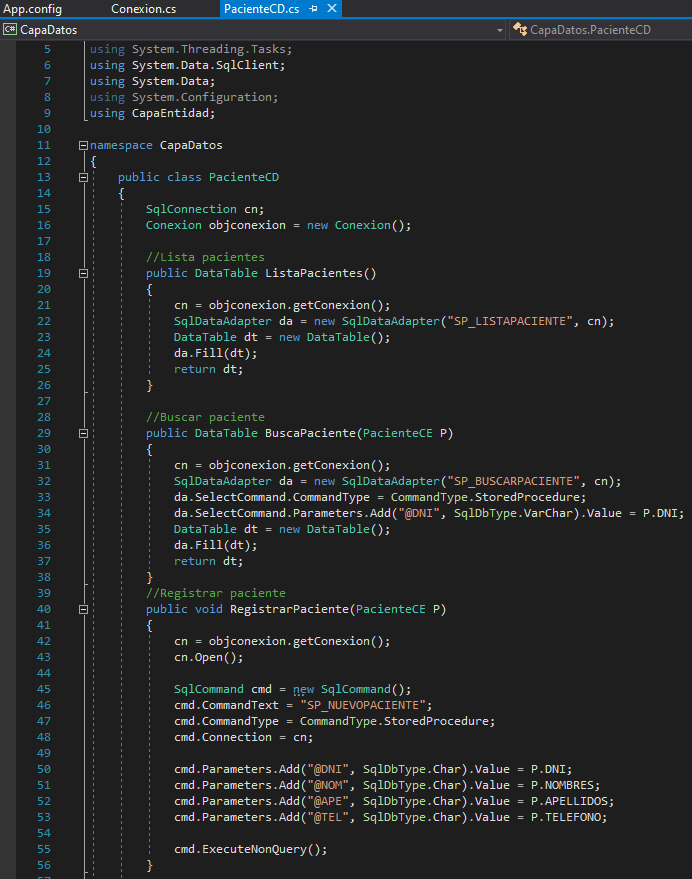 App.config Conexion.cs PacienteCD.cs
C# CapaDatos CapaDatos.PacienteCD
5 using System.Threading.Tasks;
6 using System.Data.SqlClient;
7 using System.Data;
8 using System.Configuration;
9 using CapaEntidad;
10
11 namespace CapaDatos
12 {
13 public class PacienteCD
14 {
15 SqlConnection cn;
16 Conexion objconexion = new Conexion();
17
18 //Lista pacientes
19 public DataTable ListaPacientes()
20 {
21 cn = objconexion.getConexion();
22 SqlDataAdapter da = new SqlDataAdapter("SP_LISTAPACIENTE", cn);
23 DataTable dt = new DataTable();
24 da.Fill(dt);
25 return dt;
26 }
27
28 //Buscar paciente
29 public DataTable BuscaPaciente(PacienteCE P)
30 {
31 cn = objconexion.getConexion();
32 SqlDataAdapter da = new SqlDataAdapter("SP_BUSCARPACIENTE", cn);
33 da.SelectCommand.CommandType = CommandType.StoredProcedure;
34 da.SelectCommand.Parameters.Add("@DNI", SqlDbType.VarChar).Value = P.DNI;
35 DataTable dt = new DataTable();
36 da.Fill(dt);
37 return dt;
38 }
39 //Registrar paciente
40 public void RegistrarPaciente(PacienteCE P)
41 {
42 cn = objconexion.getConexion();
43 cn.Open();
44
45 SqlCommand cmd = new SqlCommand();
46 cmd.CommandText = "SP_NUEVOPACIENTE";
47 cmd.CommandType = CommandType.StoredProcedure;
48 cmd.Connection = cn;
49
50 cmd.Parameters.Add("@DNI", SqlDbType.Char).Value = P.DNI;
51 cmd.Parameters.Add("@NOM", SqlDbType.Char).Value = P.NOMBRES;
52 cmd.Parameters.Add("@APE", SqlDbType.Char).Value = P.APELLIDOS;
53 cmd.Parameters.Add("@TEL", SqlDbType.Char).Value = P.TELEFONO;
54
55 cmd.ExecuteNonQuery();
56 }